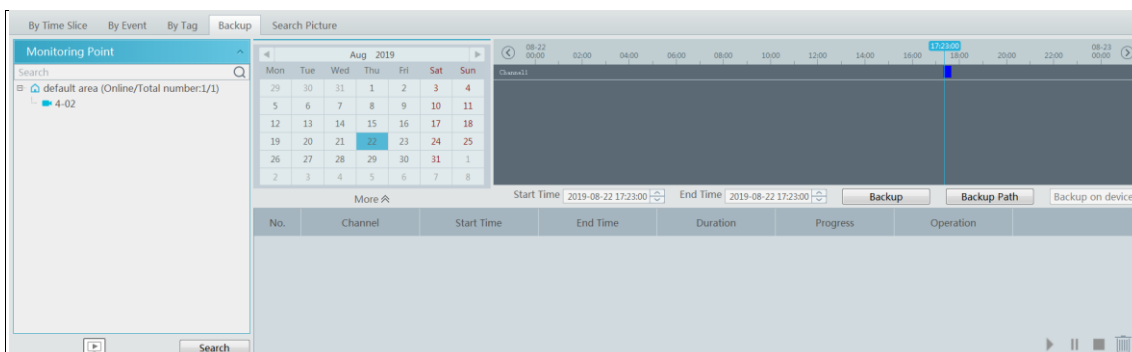 By Time Slice By Event By Tag Backup Search Picture
Monitoring Point
Search
default area (Online/Total number:1/1)
4-02
Search
Aug 2019
Mon Tue Wed Thu Fri Sat Sun
29 30 31 1 2 3 4
5 6 7 8 9 10 11
12 13 14 15 16 17 18
19 20 21 22 23 24 25
26 27 28 29 30 31 1
2 3 4 5 6 7 8
More
17:23:00
08-22 08-23
00:00 02:00 04:00 06:00 08:00 10:00 12:00 14:00 16:00 18:00 20:00 22:00 00:00
Channel1
Start Time 2019-08-22 17:23:00 End Time 2019-08-22 17:23:00 Backup Backup Path Backup on device
No. Channel Start Time End Time Duration Progress Operation